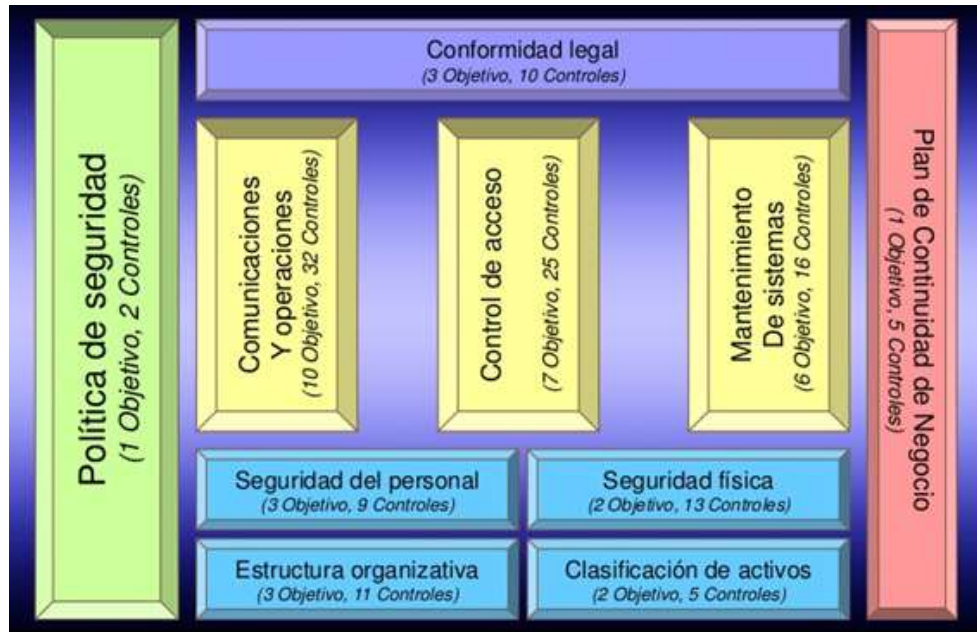 Política de seguridad
(1 Objetivo, 2 Controles)
Conformidad legal
(3 Objetivo, 10 Controles)
Comunicaciones
Y operaciones
(10 Objetivo, 32 Controles)
Control de acceso
(7 Objetivo, 25 Controles)
Mantenimiento
De sistemas
(6 Objetivo, 16 Controles)
Seguridad del personal
(3 Objetivo, 9 Controles)
Seguridad física
(2 Objetivo, 13 Controles)
Estructura organizativa
(3 Objetivo, 11 Controles)
Clasificación de activos
(2 Objetivo, 5 Controles)
Plan de Continuidad de Negocio
(1 Objetivo, 5 Controles)